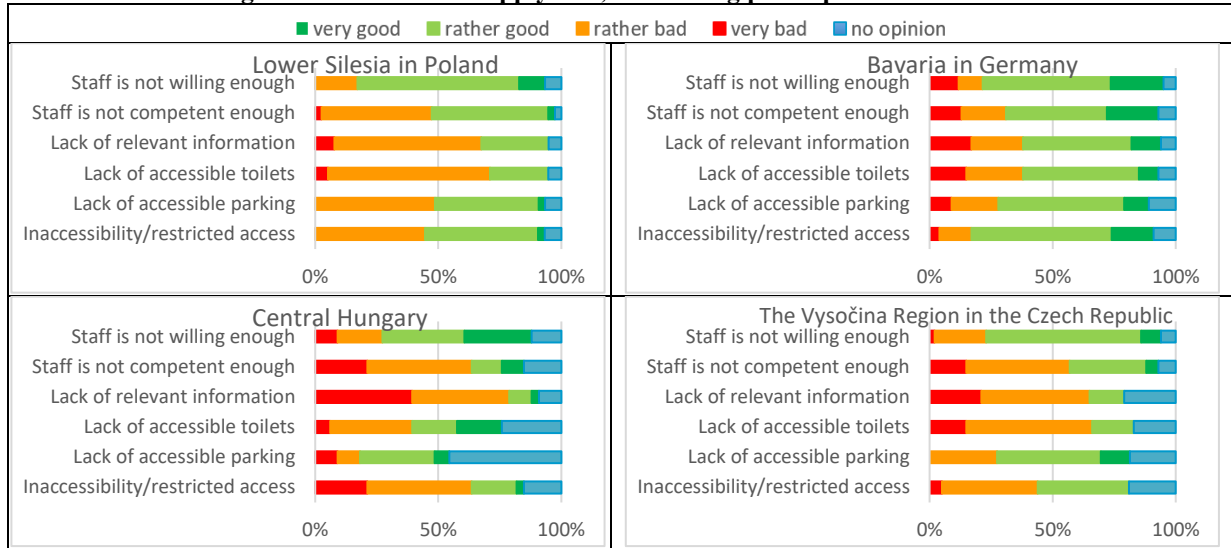 very good rather good rather bad very bad no opinion
Lower Silesia in Poland
Staff is not willing enough
Staff is not competent enough
Lack of relevant information
Lack of accessible toilets
Lack of accessible parking
Inaccessibility/restricted access
0% 50% 100%
Bavaria in Germany
Staff is not willing enough
Staff is not competent enough
Lack of relevant information
Lack of accessible toilets
Lack of accessible parking
Inaccessibility/restricted access
0% 50% 100%
Central Hungary
Staff is not willing enough
Staff is not competent enough
Lack of relevant information
Lack of accessible toilets
Lack of accessible parking
Inaccessibility/restricted access
0% 50% 100%
The Vysočina Region in the Czech Republic
Staff is not willing enough
Staff is not competent enough
Lack of relevant information
Lack of accessible toilets
Lack of accessible parking
Inaccessibility/restricted access
0% 50% 100%